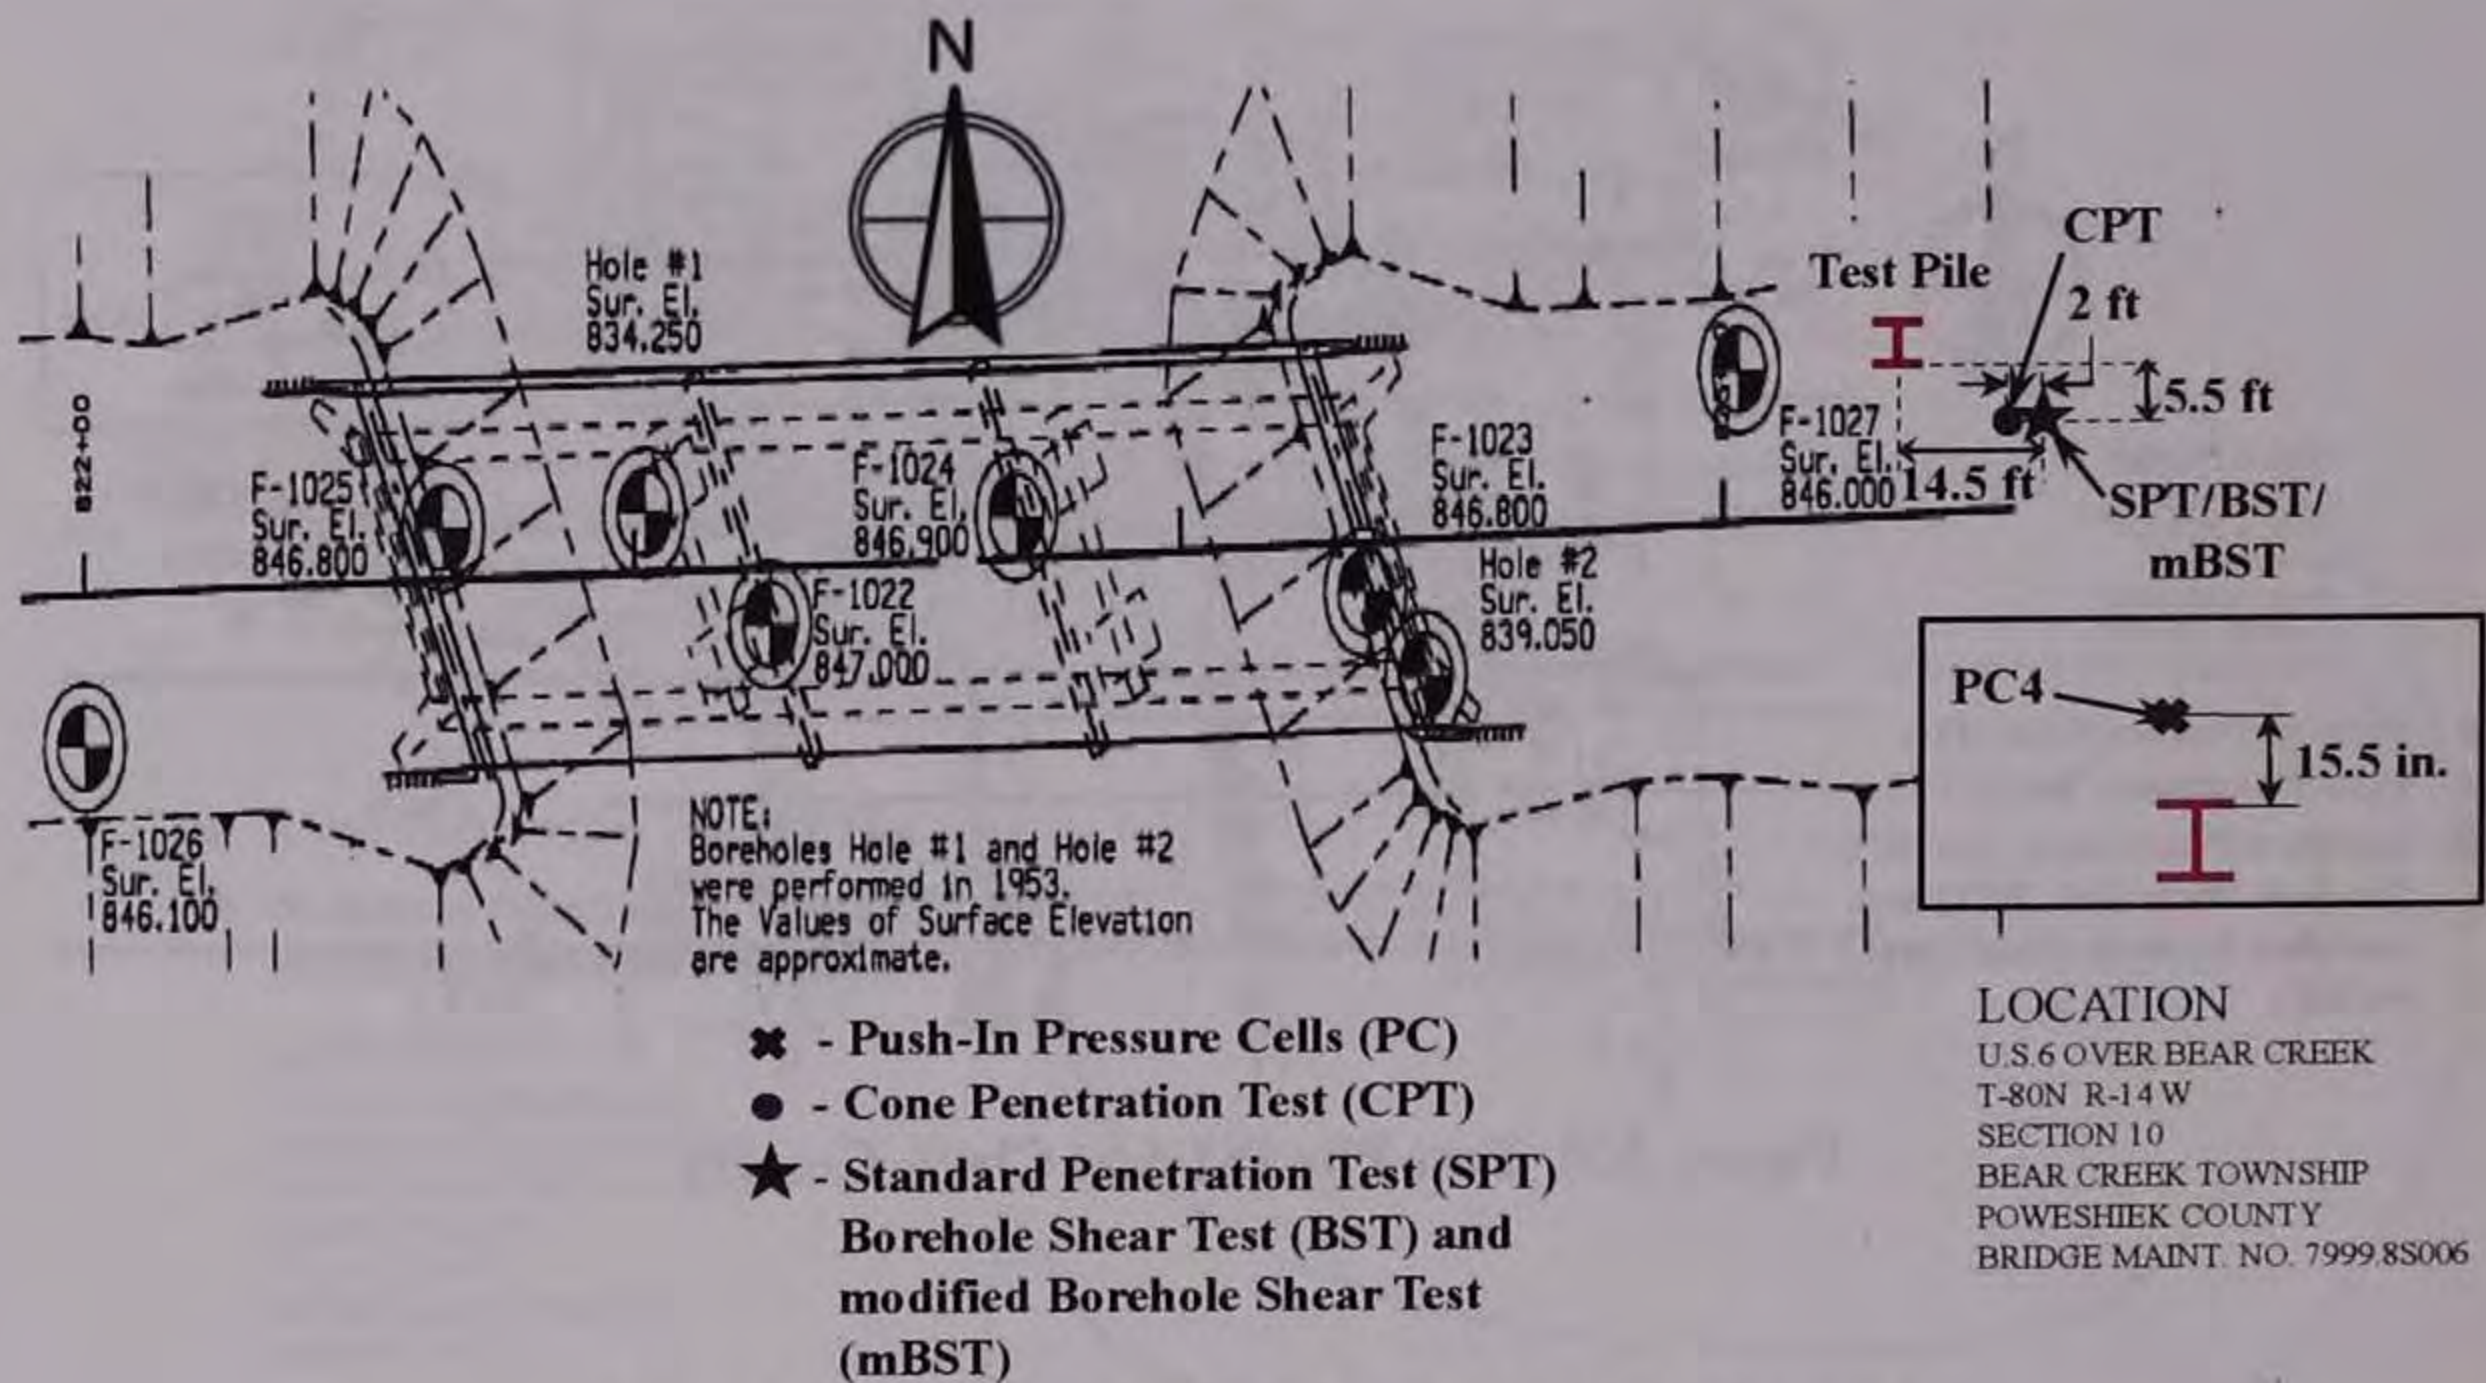 N
Hole #1
Sur. El.
834.250
CPT
Test Pile
2 ft
5.5 ft
14.5 ft
SPT/BST/
mBST
822+00
F-1025
Sur. El.
846.800
F-1024
Sur. El.
846.900
F-1023
Sur. El.
846.800
F-1027
Sur. El.
846.000
F-1022
Sur. El.
847.000
Hole #2
Sur. El.
839.050
PC4
15.5 in.
F-1026
Sur. El.
846.100
NOTE:
Boreholes Hole #1 and Hole #2
were performed in 1953.
The Values of Surface Elevation
are approximate.
- Push-In Pressure Cells (PC)
- Cone Penetration Test (CPT)
- Standard Penetration Test (SPT)
Borehole Shear Test (BST) and
modified Borehole Shear Test
(mBST)
LOCATION
U.S.6 OVER BEAR CREEK
T-80N R-14 W
SECTION 10
BEAR CREEK TOWNSHIP
POWESHIEK COUNTY
BRIDGE MAINT. NO. 7999.8S006